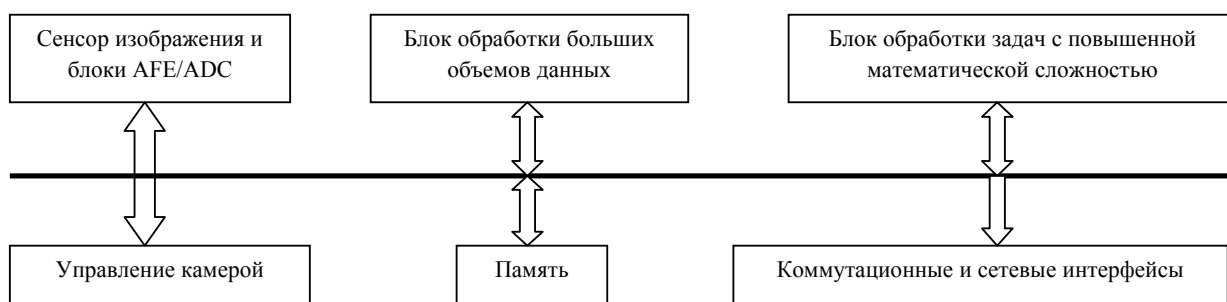 Сенсор изображения и
блоки AFE/ADC
Блок обработки больших
объемов данных
Блок обработки задач с повышенной
математической сложностью
Управление камерой
Память
Коммутационные и сетевые интерфейсы